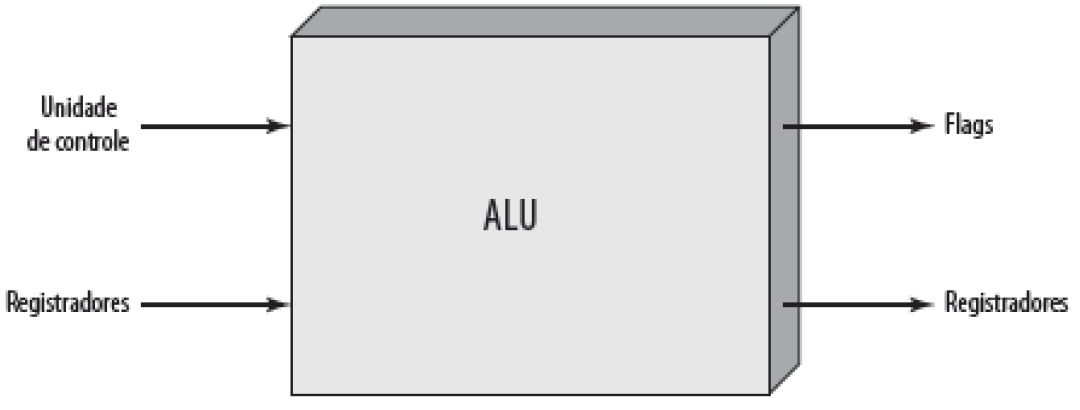 Unidade
de controle
Registradores
ALU
Flags
Registradores